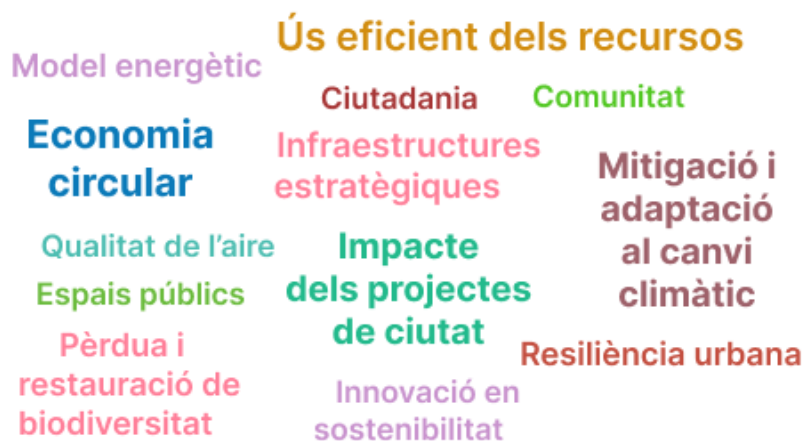 Ús eficient dels recursos
Model energètic
Ciutadania
Comunitat
Economia
circular
Infraestructures
estratègiques
Mitigació i
adaptació
al canvi
climàtic
Qualitat de l'aire
Espais públics
Impacte
dels projectes
de ciutat
Pèrdua i
restauració de
biodiversitat
Resiliència urbana
Innovació en
sostenibilitat